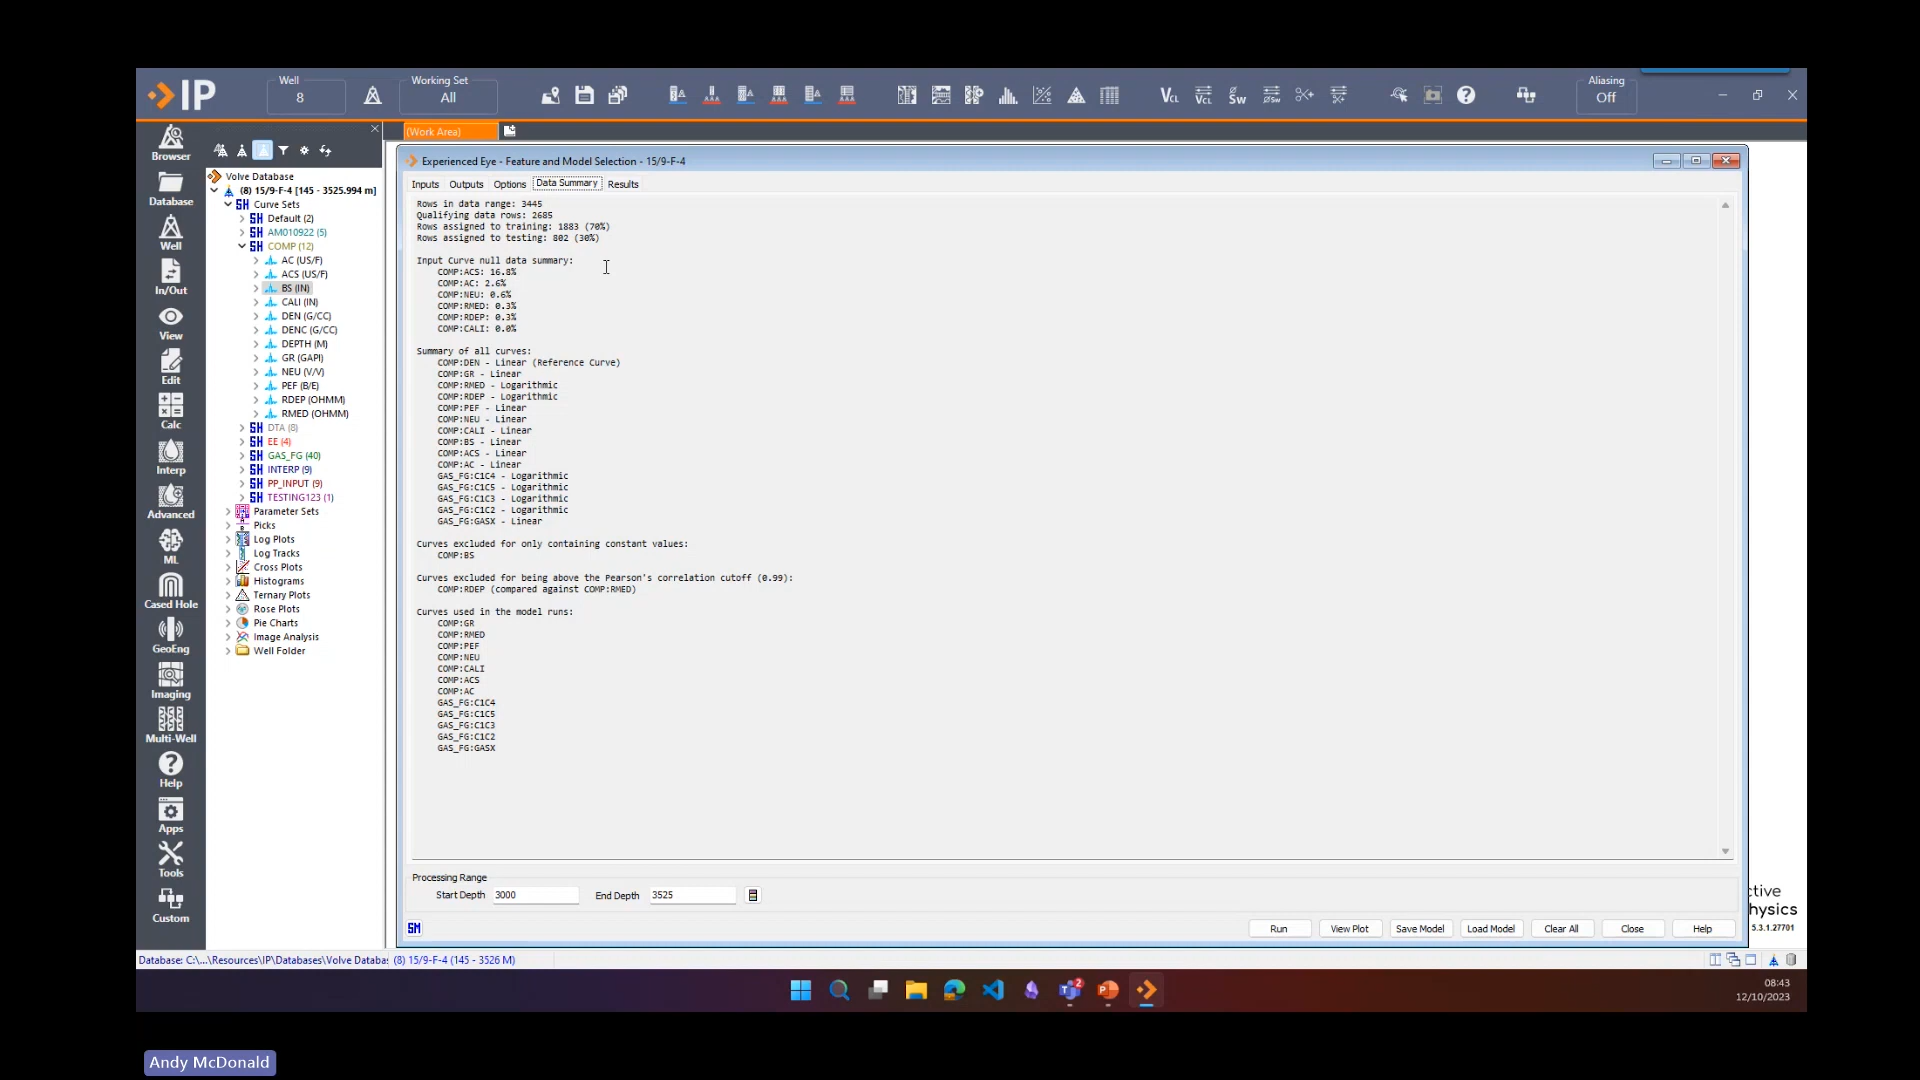 IP
Well
8
Working Set
All
Aliasing
Off
(Work Area)
Browser
Database
Well
In/Out
View
Edit
Calc
Interp
Advanced
ML
Cased Hole
GeoEng
Imaging
Multi-Well
Help
Apps
Tools
Custom
Volve Database
(8) 15/9-F-4 [145 - 3525.994 m]
Curve Sets
Default (2)
AM010922 (5)
COMP (12)
AC (US/F)
ACS (US/F)
BS (IN)
CALI (IN)
DEN (G/CC)
DENC (G/CC)
DEPTH (M)
GR (GAPI)
NEU (V/V)
PEF (B/E)
RDEP (OHMM)
RMED (OHMM)
DTA (8)
EE (4)
GAS_FG (40)
INTERP (9)
PP_INPUT (9)
TESTING123 (1)
Parameter Sets
Picks
Log Plots
Log Tracks
Cross Plots
Histograms
Ternary Plots
Rose Plots
Pie Charts
Image Analysis
Well Folder
Experienced Eye - Feature and Model Selection - 15/9-F-4
Inputs Outputs Options Data Summary Results
Rows in data range: 3445
Qualifying data rows: 2685
Rows assigned to training: 1883 (70%)
Rows assigned to testing: 802 (30%)
Input Curve null data summary:
COMP:ACS: 16.8%
COMP:AC: 2.6%
COMP:NEU: 0.6%
COMP:RMED: 0.3%
COMP:RDEP: 0.3%
COMP:CALI: 0.0%
Summary of all curves:
COMP:DEN - Linear (Reference Curve)
COMP:GR - Linear
COMP:RMED - Logarithmic
COMP:RDEP - Logarithmic
COMP:PEF - Linear
COMP:NEU - Linear
COMP:CALI - Linear
COMP:BS - Linear
COMP:ACS - Linear
COMP:AC - Linear
GAS_FG:C1C4 - Logarithmic
GAS_FG:C1C5 - Logarithmic
GAS_FG:C1C3 - Logarithmic
GAS_FG:C1C2 - Logarithmic
GAS_FG:GASX - Linear
Curves excluded for only containing constant values:
COMP:BS
Curves excluded for being above the Pearson's correlation cutoff (0.99):
COMP:RDEP (compared against COMP:RMED)
Curves used in the model runs:
COMP:GR
COMP:RMED
COMP:PEF
COMP:NEU
COMP:CALI
COMP:ACS
COMP:AC
GAS_FG:C1C4
GAS_FG:C1C5
GAS_FG:C1C3
GAS_FG:C1C2
GAS_FG:GASX
Processing Range
Start Depth 3000 End Depth 3525
Run View Plot Save Model Load Model Clear All Close Help
ctive
hysics
5.3.1.27701
Database: C:\...\Resources\IP\Databases\Volve Databa: (8) 15/9-F-4 (145 - 3526 M)
08:43
12/10/2023
Andy McDonald